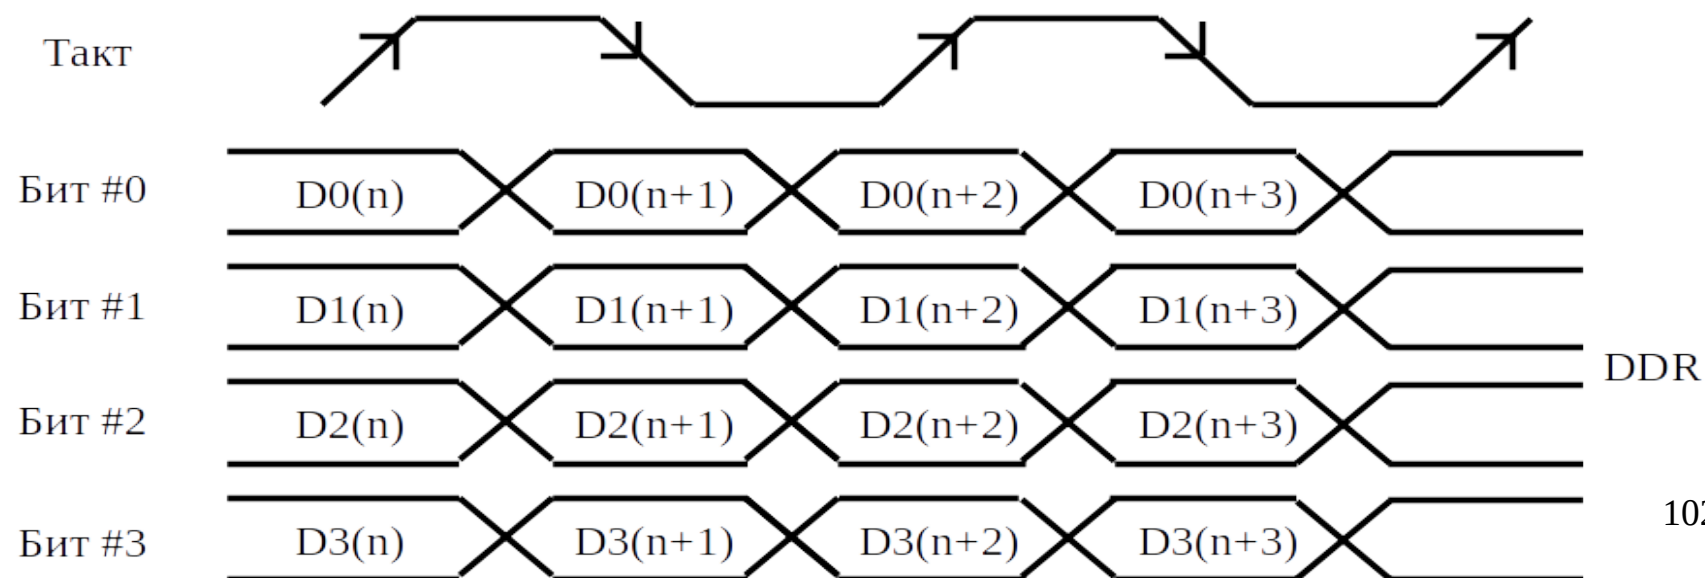 Такт
Бит #0 D0(n) D0(n+1) D0(n+2) D0(n+3)
Бит #1 D1(n) D1(n+1) D1(n+2) D1(n+3)
DDR
Бит #2 D2(n) D2(n+1) D2(n+2) D2(n+3)
102
Бит #3 D3(n) D3(n+1) D3(n+2) D3(n+3)